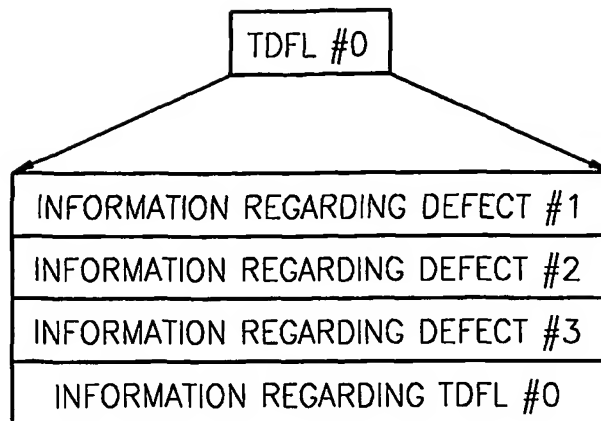 TDFL #0
INFORMATION REGARDING DEFECT #1
INFORMATION REGARDING DEFECT #2
INFORMATION REGARDING DEFECT #3
INFORMATION REGARDING TDFL #0